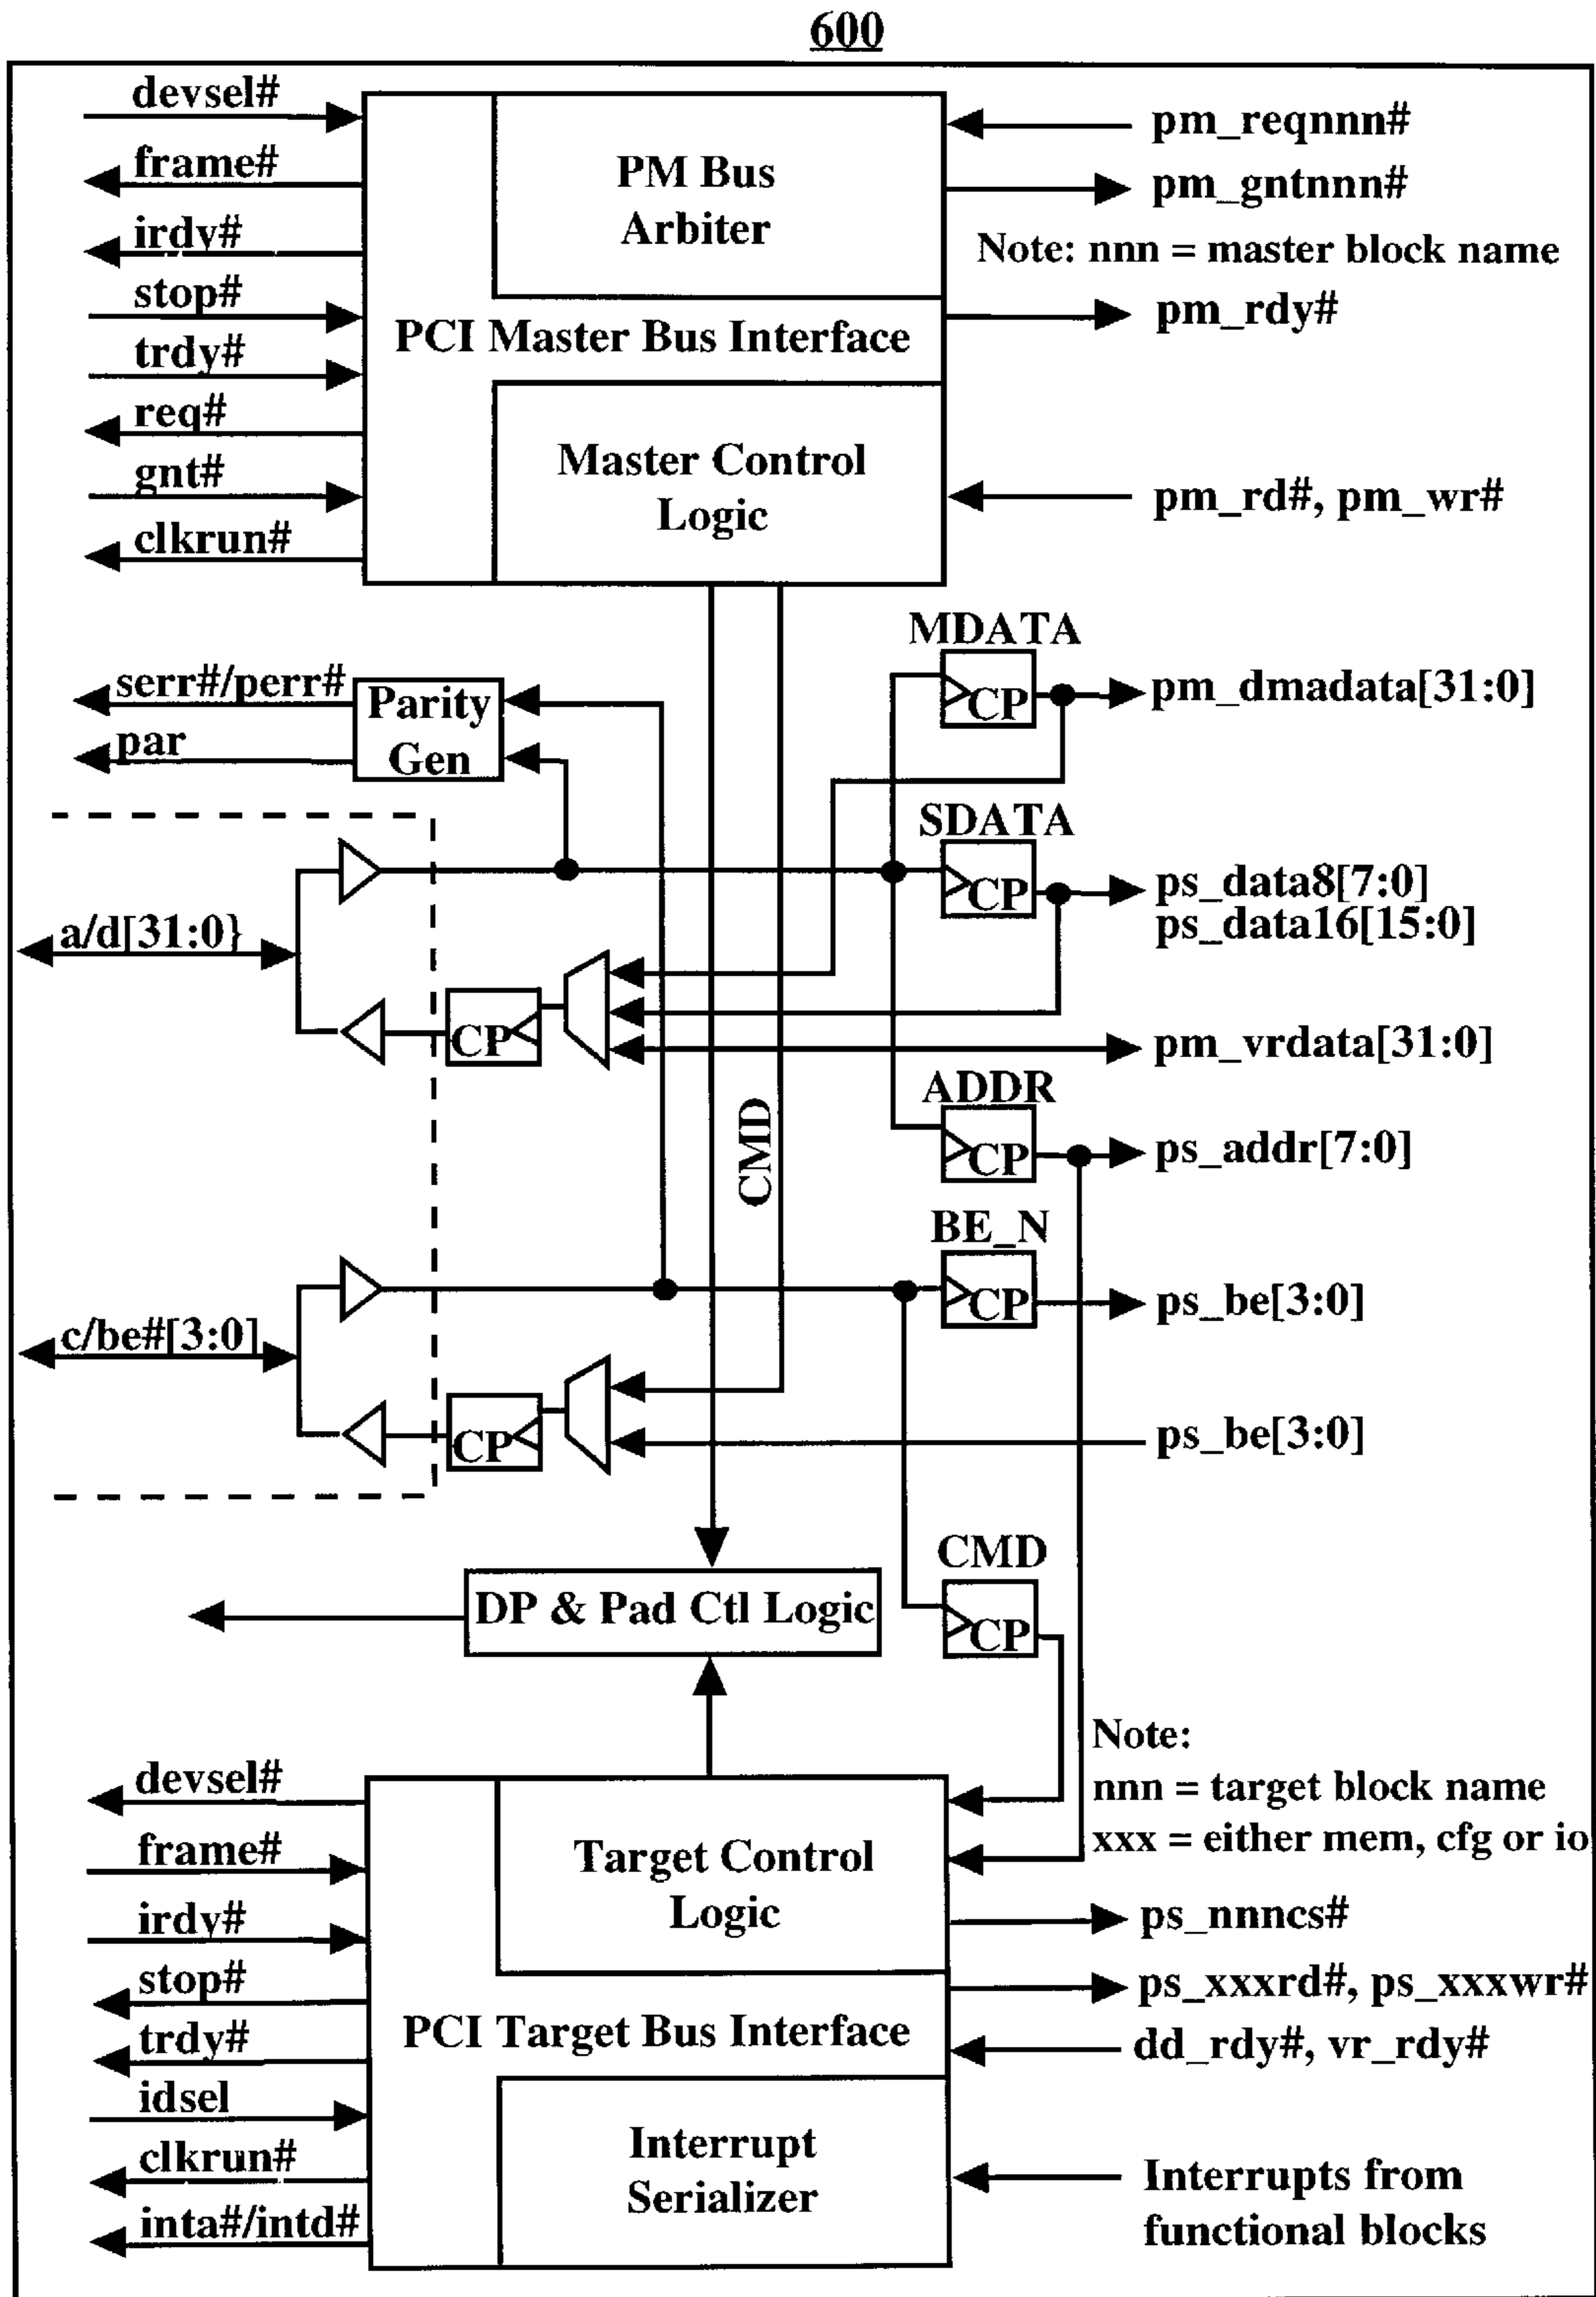 600
devsel#
frame#
irdy#
stop#
trdy#
req#
gnt#
clkrun#
PM Bus
Arbiter
PCI Master Bus Interface
Master Control
Logic
pm_reqnnn#
pm_gntnnn#
Note: nnn = master block name
pm_rdy#
pm_rd#, pm_wr#
serr#/perr#
par
Parity
Gen
MDATA
CP
pm_dmadata[31:0]
SDATA
CP
ps_data8[7:0]
ps_data16[15:0]
a/d[31:0}
CP
pm_vrdata[31:0]
ADDR
CP
ps_addr[7:0]
CMD
BE_N
CP
ps_be[3:0]
c/be#[3:0]
CP
ps_be[3:0]
CMD
CP
DP & Pad Ctl Logic
Note:
nnn = target block name
xxx = either mem, cfg or io
devsel#
frame#
irdy#
stop#
trdy#
idsel
clkrun#
inta#/intd#
Target Control
Logic
PCI Target Bus Interface
Interrupt
Serializer
ps_nnncs#
ps_xxxrd#, ps_xxxwr#
dd_rdy#, vr_rdy#
Interrupts from
functional blocks